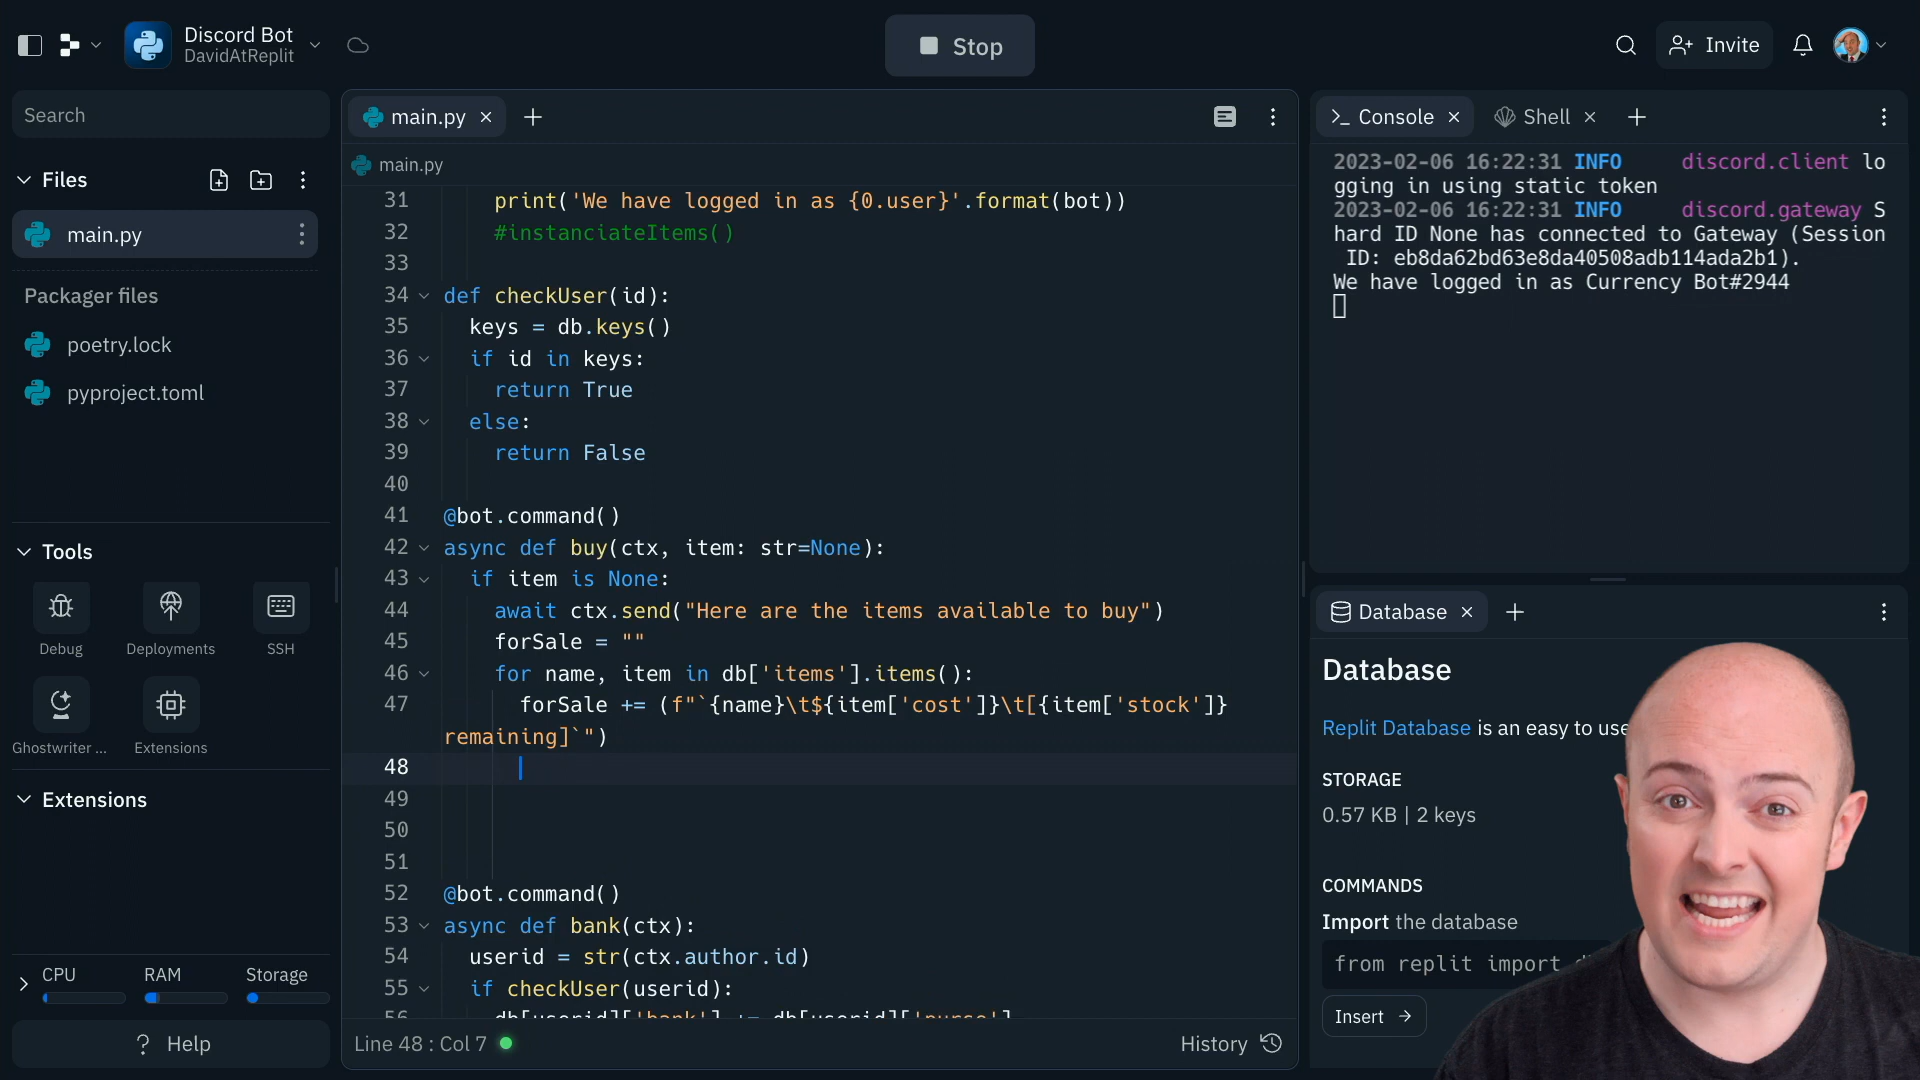 Discord Bot
DavidAtReplit
Stop
Invite
Search
Files
main.py
Packager files
poetry.lock
pyproject.toml
Tools
Debug
Deployments
SSH
Ghostwriter ...
Extensions
Extensions
CPU
RAM
Storage
? Help
main.py
main.py
31 print('We have logged in as {0.user}'.format(bot))
32 #instanciateItems()
33
34 def checkUser(id):
35 keys = db.keys()
36 if id in keys:
37 return True
38 else:
39 return False
40
41 @bot.command()
42 async def buy(ctx, item: str=None):
43 if item is None:
44 await ctx.send("Here are the items available to buy")
45 forSale = ""
46 for name, item in db['items'].items():
47 forSale += (f"`{name}\t${item['cost']}\t[{item['stock']}
remaining]`")
48
49
50
51
52 @bot.command()
53 async def bank(ctx):
54 userid = str(ctx.author.id)
55 if checkUser(userid):
56 db[userid]['bank'] += db[userid]['purse']
Line 48 : Col 7
History
Console
Shell
2023-02-06 16:22:31 INFO discord.client lo
gging in using static token
2023-02-06 16:22:31 INFO discord.gateway S
hard ID None has connected to Gateway (Session
ID: eb8da62bd63e8da40508adb114ada2b1).
We have logged in as Currency Bot#2944
Database
Database
Replit Database is an easy to use
STORAGE
0.57 KB | 2 keys
COMMANDS
Import the database
from replit import
Insert →